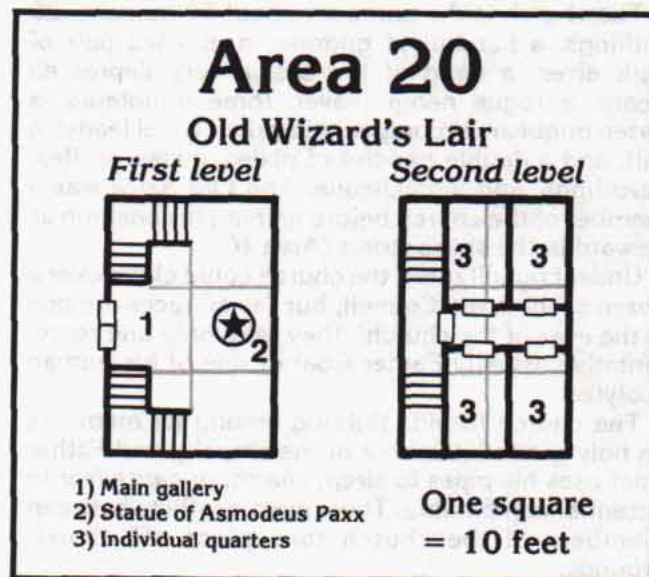 Area 20
Old Wizard's Lair
First level
Second level
1
2
3 3
3 3
1) Main gallery
2) Statue of Asmodeus Paxx
3) Individual quarters
One square
= 10 feet